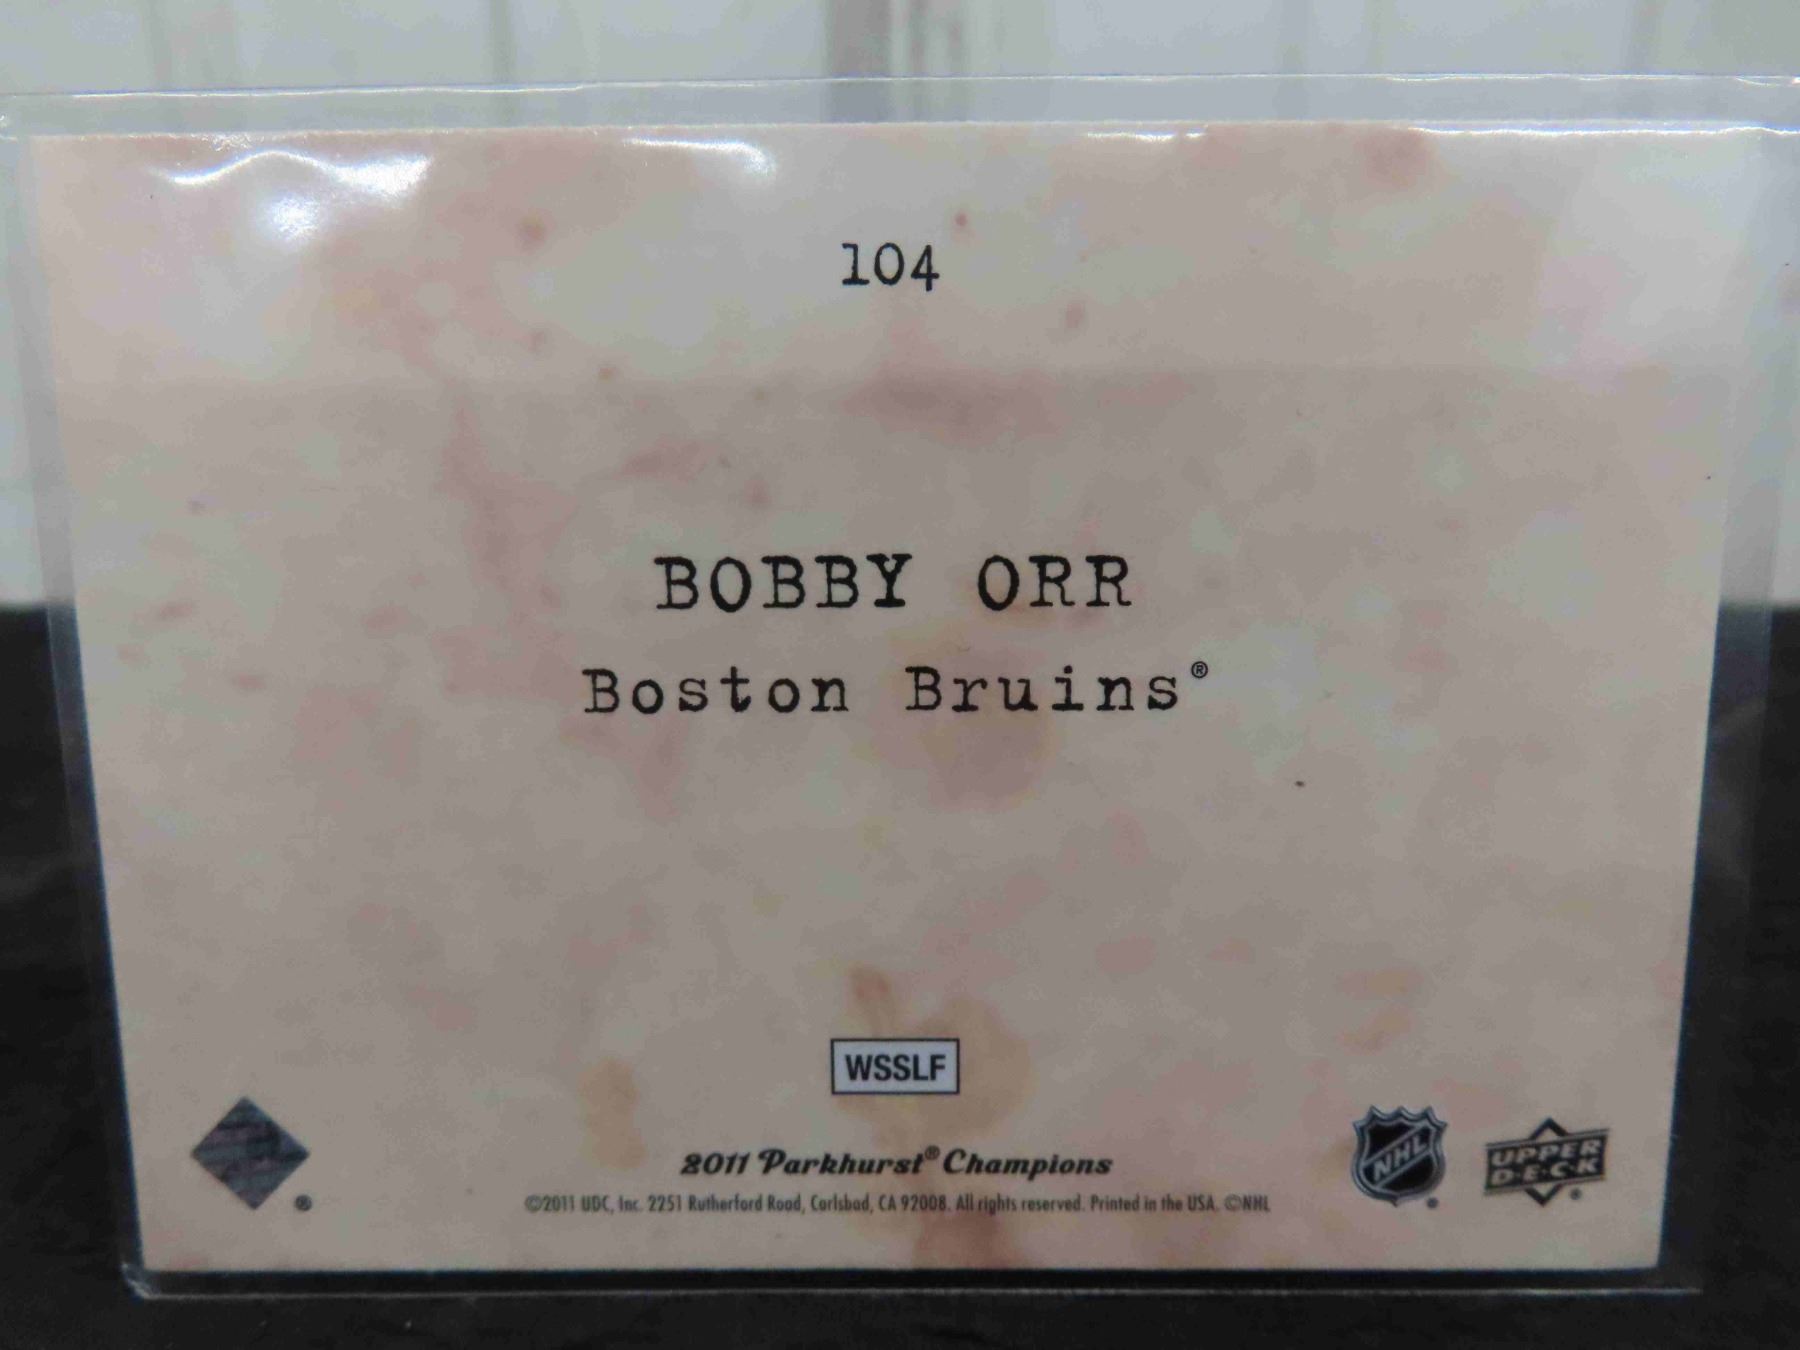 104
BOBBY ORR
Boston Bruins®
WSSLF
2011 Parkhurst® Champions
©2011 UDC, Inc. 2251 Rutherford Road, Carlsbad, CA 92008. All rights reserved. Printed in the USA. ©NHL
®
NHL
®
UPPER
D·E·C·K
®